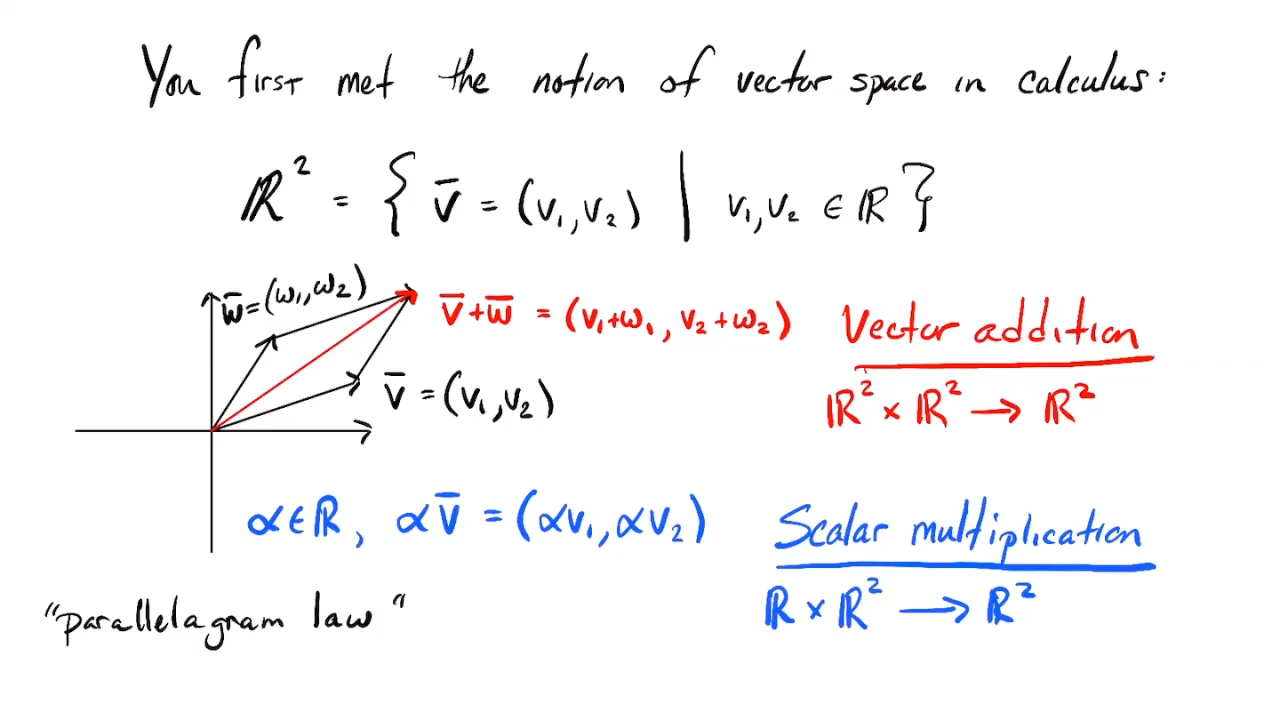 You first met the notion of vector space in calculus:
ℝ² = { v̄ = (v₁, v₂) | v₁, v₂ ∈ ℝ }
w̄ = (w₁, w₂)
v̄ + w̄ = (v₁+w₁, v₂+w₂)
Vector addition
v̄ = (v₁, v₂)
ℝ² × ℝ² → ℝ²
α ∈ ℝ, αv̄ = (αv₁, αv₂)
Scalar multiplication
ℝ × ℝ² → ℝ²
"parallelagram law"